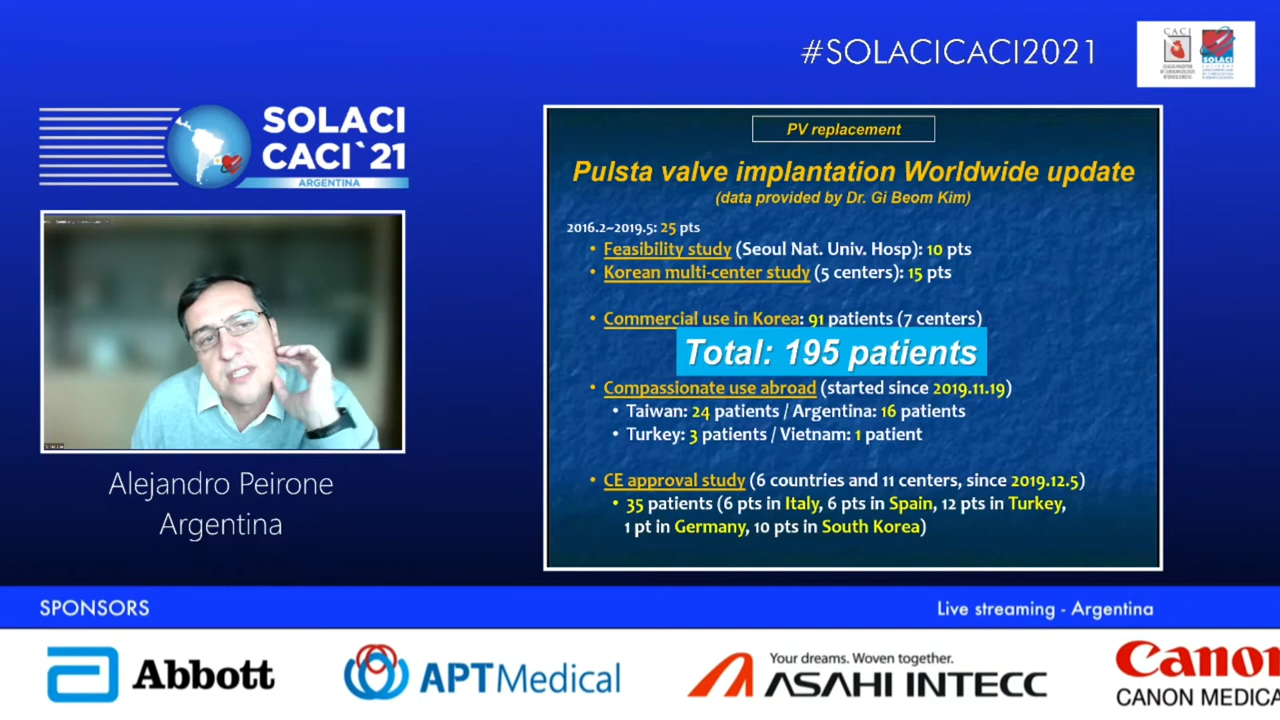 #SOLACICACI2021
CACI
SOLACI
SOLACI
CACI`21
ARGENTINA
Alejandro Peirone
Argentina
PV replacement
Pulsta valve implantation Worldwide update
(data provided by Dr. Gi Beom Kim)
2016.2~2019.5: 25 pts
• Feasibility study (Seoul Nat. Univ. Hosp): 10 pts
• Korean multi-center study (5 centers): 15 pts
Commercial use in Korea: 91 patients (7 centers)
Total: 195 patients
• Compassionate use abroad (started since 2019.11.19)
• Taiwan: 24 patients / Argentina: 16 patients
• Turkey: 3 patients / Vietnam: 1 patient
• CE approval study (6 countries and 11 centers, since 2019.12.5)
• 35 patients (6 pts in Italy, 6 pts in Spain, 12 pts in Turkey,
1 pt in Germany, 10 pts in South Korea)
SPONSORS
Live streaming - Argentina
Abbott
APTMedical
Your dreams. Woven together.
ASAHI INTECC
Canon
CANON MEDICA